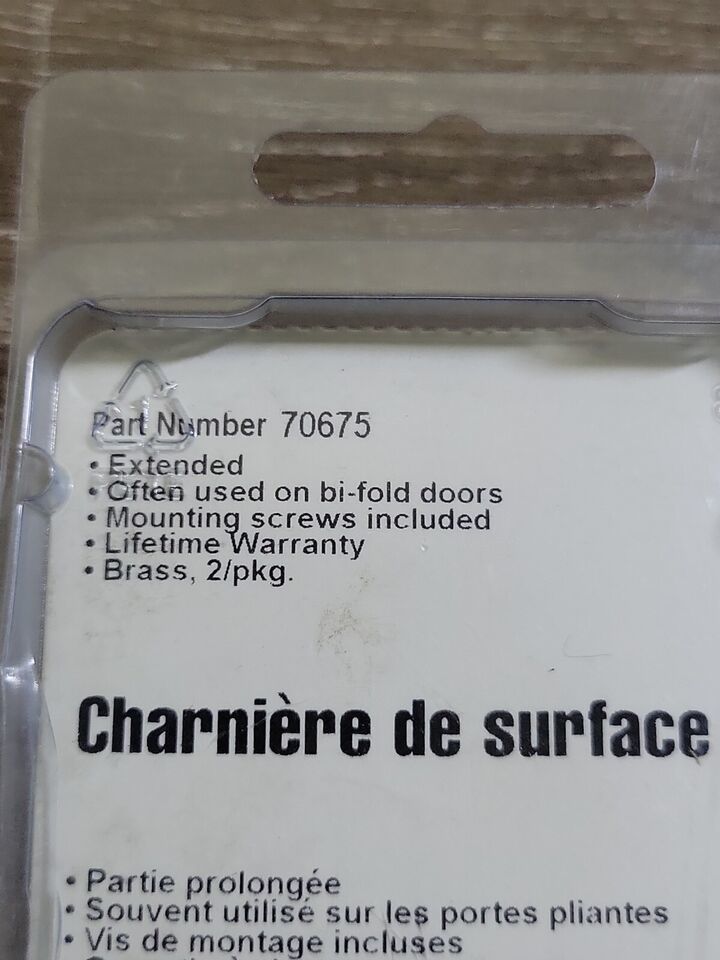 Part Number 70675
• Extended
• Often used on bi-fold doors
• Mounting screws included
• Lifetime Warranty
• Brass, 2/pkg.
Charnière de surface
• Partie prolongée
• Souvent utilisé sur les portes pliantes
• Vis de montage incluses